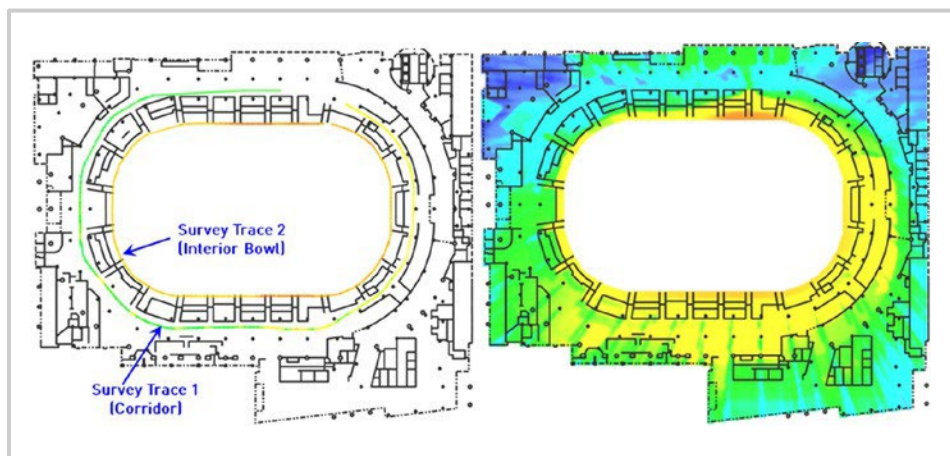 Survey Trace 2
(Interior Bowl)
Survey Trace 1
(Corridor)